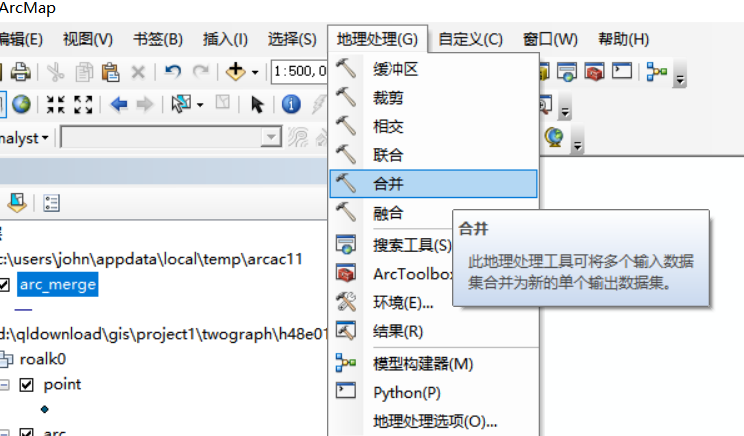 ArcMap
编辑(E) 视图(V) 书签(B) 插入(I) 选择(S) 地理处理(G) 自定义(C) 窗口(W) 帮助(H)
1:500,0
缓冲区
裁剪
nalyst
相交
联合
合并
融合
合并
此地理处理工具可将多个输入数据
集合并为新的单个输出数据集。
搜索工具(S)
c:\users\john\appdata\local\temp\arcac11
ArcToolbox
arc_merge
环境(E)...
结果(R)
d:\qldownload\gis\project1\twograph\h48e01
roalk0
模型构建器(M)
point
Python(P)
地理处理选项(O)...
arc